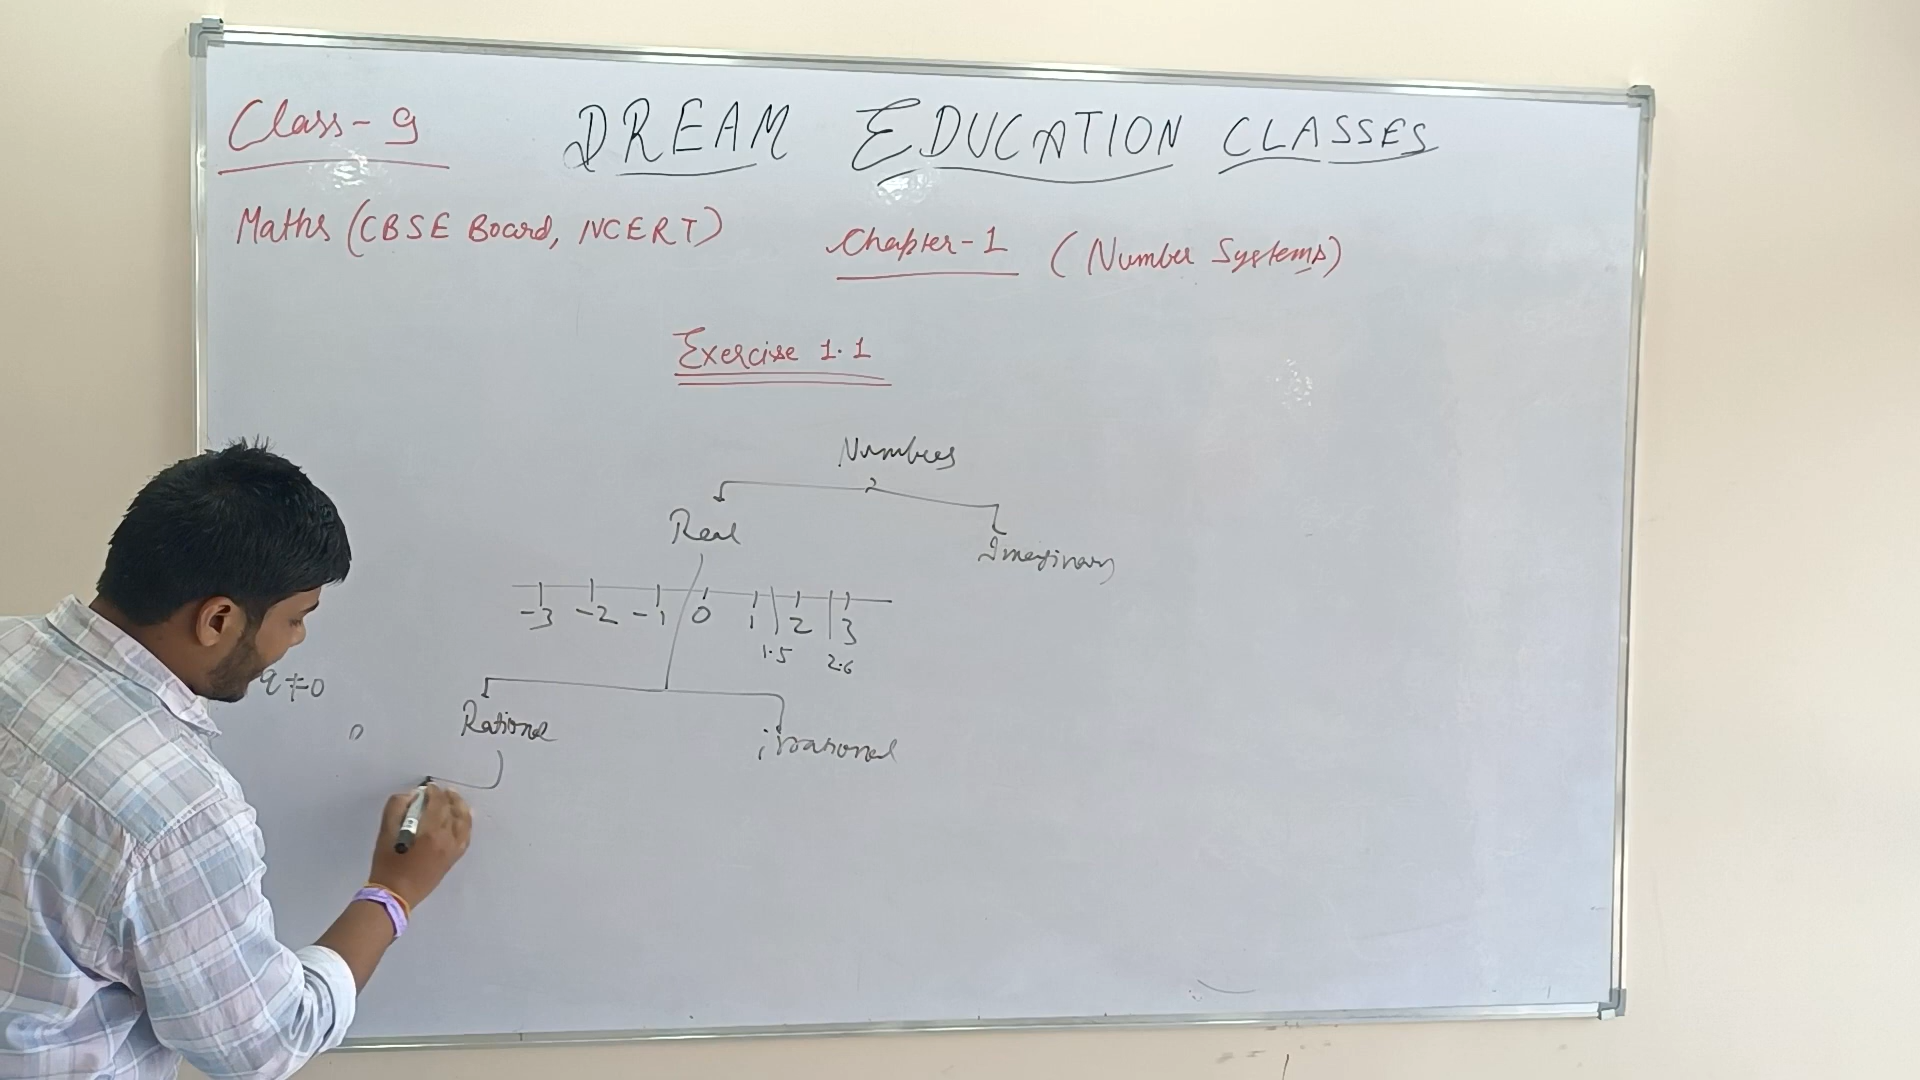 Class-9
DREAM EDUCATION CLASSES
Maths (CBSE Board, NCERT)
Chapter-1 (Number Systems)
Exercise 1.1
Numbers
Real
Imaginary
-3 -2 -1 0 1 2 3
1.5 2.6
q≠0
Rational
irrational